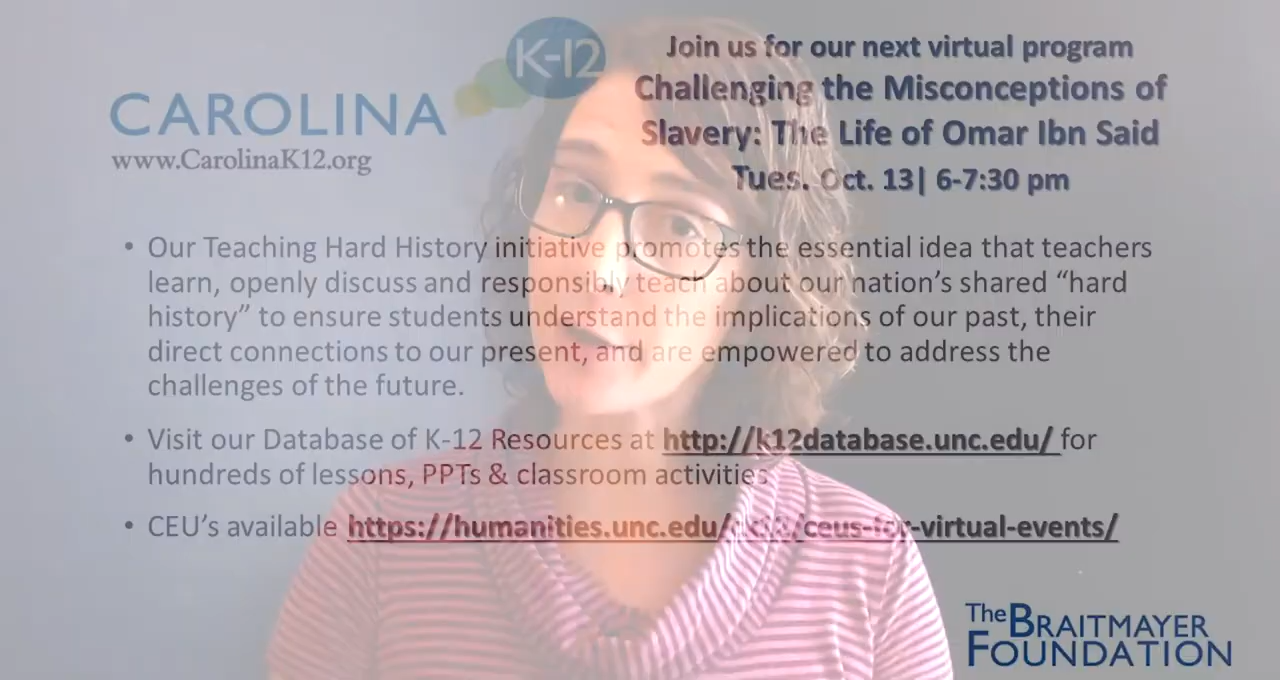 CAROLINA
K-12
www.CarolinaK12.org
Join us for our next virtual program
Challenging the Misconceptions of
Slavery: The Life of Omar Ibn Said
Tues. Oct. 13| 6-7:30 pm
• Our Teaching Hard History initiative promotes the essential idea that teachers
learn, openly discuss and responsibly teach about our nation’s shared “hard
history” to ensure students understand the implications of our past, their
direct connections to our present, and are empowered to address the
challenges of the future.
• Visit our Database of K-12 Resources at http://k12database.unc.edu/ for
hundreds of lessons, PPTs & classroom activities
• CEU’s available https://humanities.unc.edu/ck12/ceus-for-virtual-events/
The BRAITMAYER
FOUNDATION